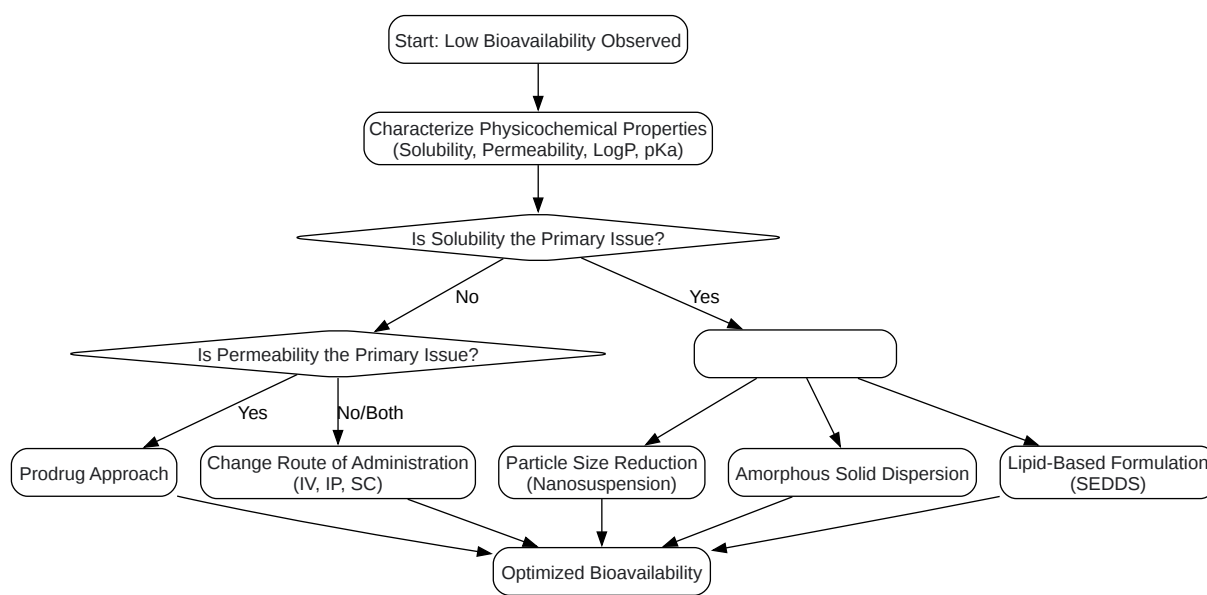 Start: Low Bioavailability Observed
Characterize Physicochemical Properties
(Solubility, Permeability, LogP, pKa)
Is Solubility the Primary Issue?
No
Yes
Is Permeability the Primary Issue?
Yes
No/Both
Prodrug Approach
Change Route of Administration
(IV, IP, SC)
Particle Size Reduction
(Nanosuspension)
Amorphous Solid Dispersion
Lipid-Based Formulation
(SEDDS)
Optimized Bioavailability